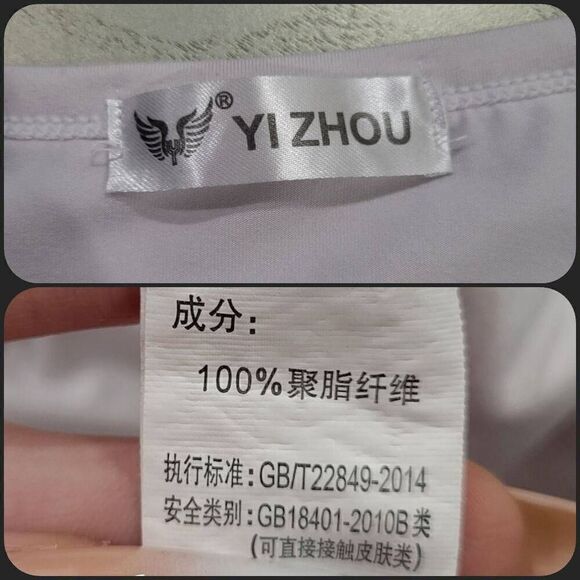 ® YI ZHOU
成分:
100%聚脂纤维
执行标准:GB/T22849-2014
安全类别:GB18401-2010B类
(可直接接触皮肤类)